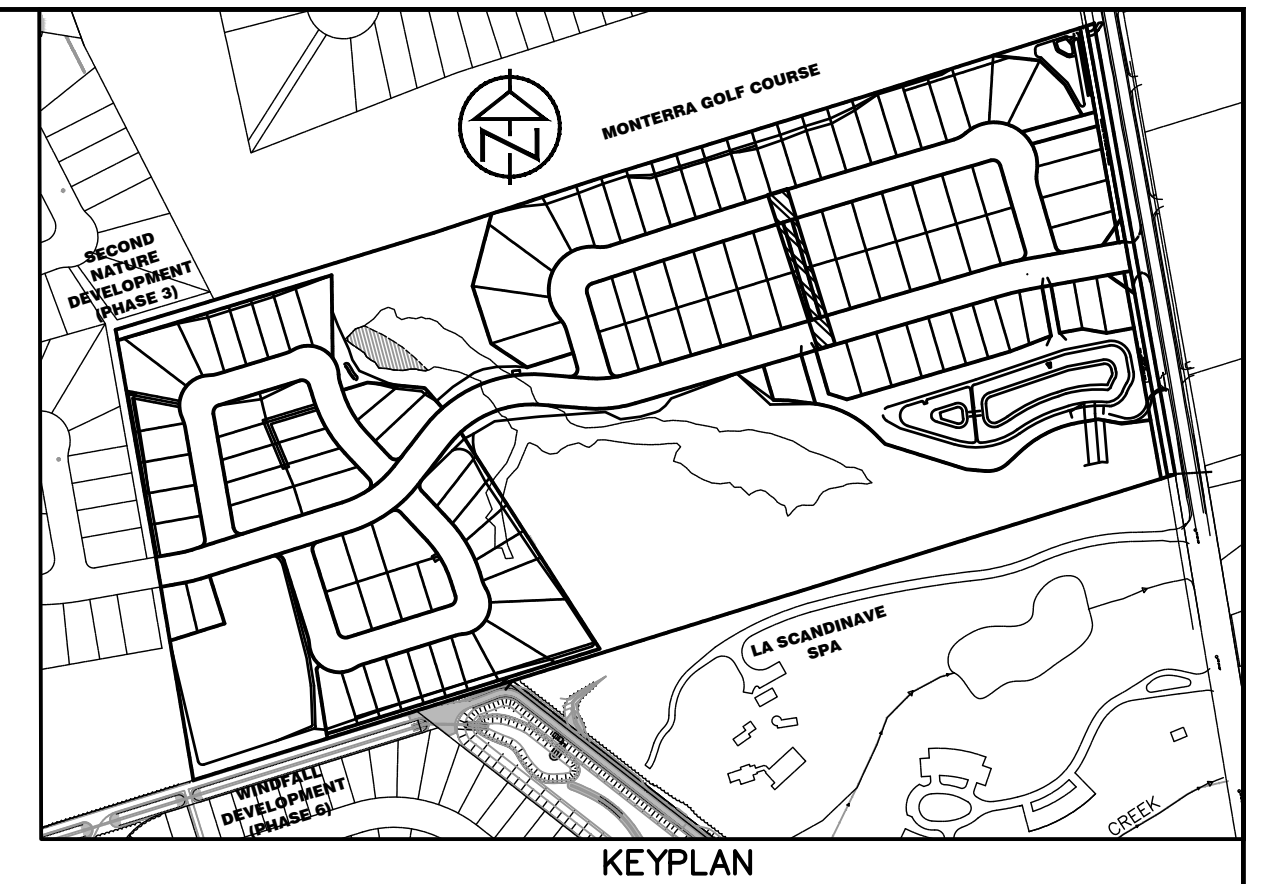 MONTERRA GOLF COURSE
N
SECOND
NATURE
DEVELOPMENT
(PHASE 3)
LA SCANDINAVE
SPA
WINDFALL
DEVELOPMENT
(PHASE 6)
CREEK
KEYPLAN